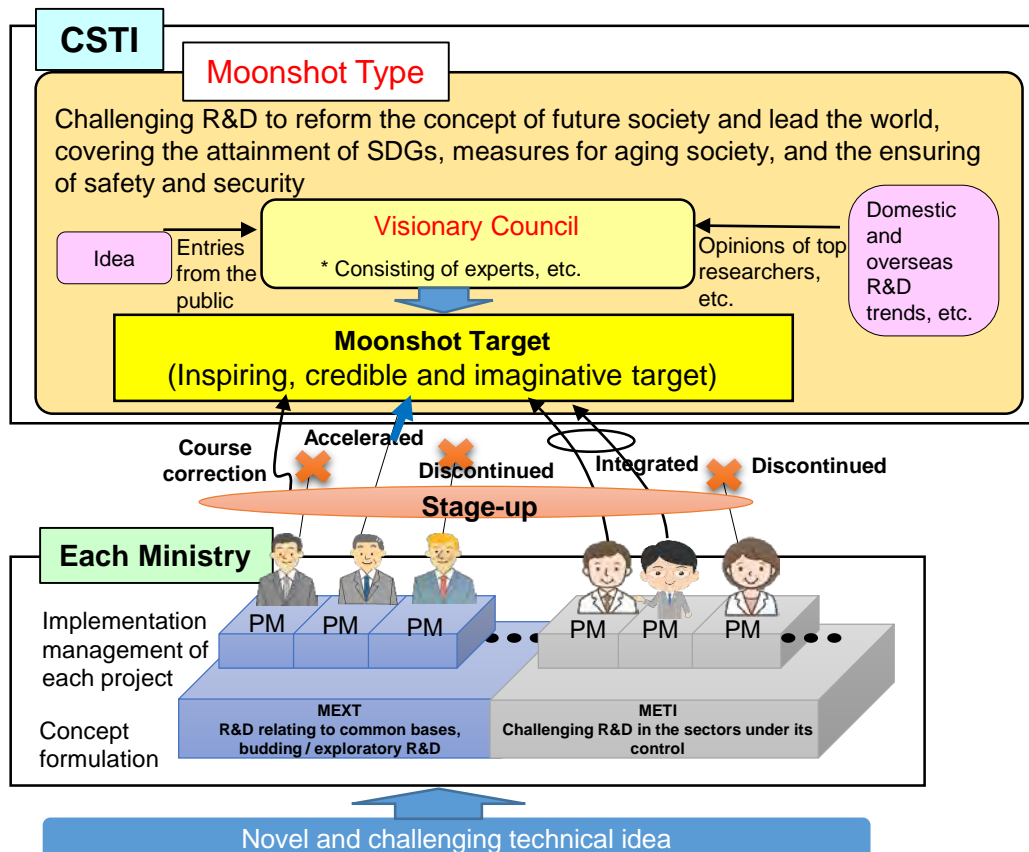 CSTI
Moonshot Type
Challenging R&D to reform the concept of future society and lead the world,
covering the attainment of SDGs, measures for aging society, and the ensuring
of safety and security
Idea
Entries
from the
public
Visionary Council
* Consisting of experts, etc.
Opinions of top
researchers,
etc.
Domestic
and
overseas
R&D
trends, etc.
Moonshot Target
(Inspiring, credible and imaginative target)
Course
correction
Accelerated
Discontinued
Integrated
Discontinued
Stage-up
Each Ministry
Implementation
management of
each project
PM
PM
PM
PM
PM
PM
Concept
formulation
MEXT
R&D relating to common bases,
budding / exploratory R&D
METI
Challenging R&D in the sectors under its
control
Novel and challenging technical idea